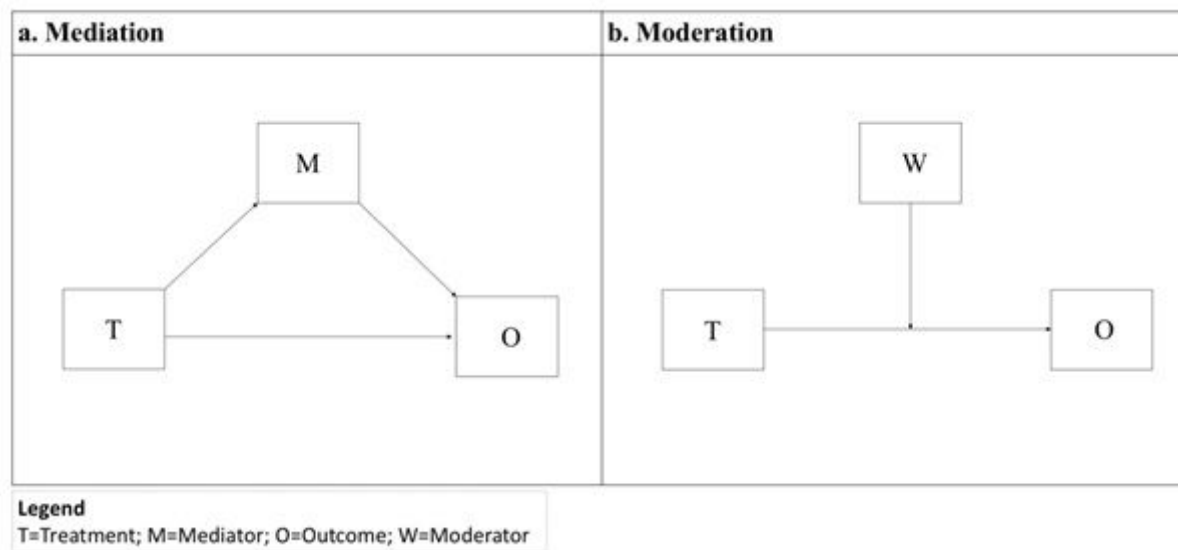 a. Mediation
b. Moderation
M
W
T
O
T
O
Legend
T=Treatment; M=Mediator; O=Outcome; W=Moderator